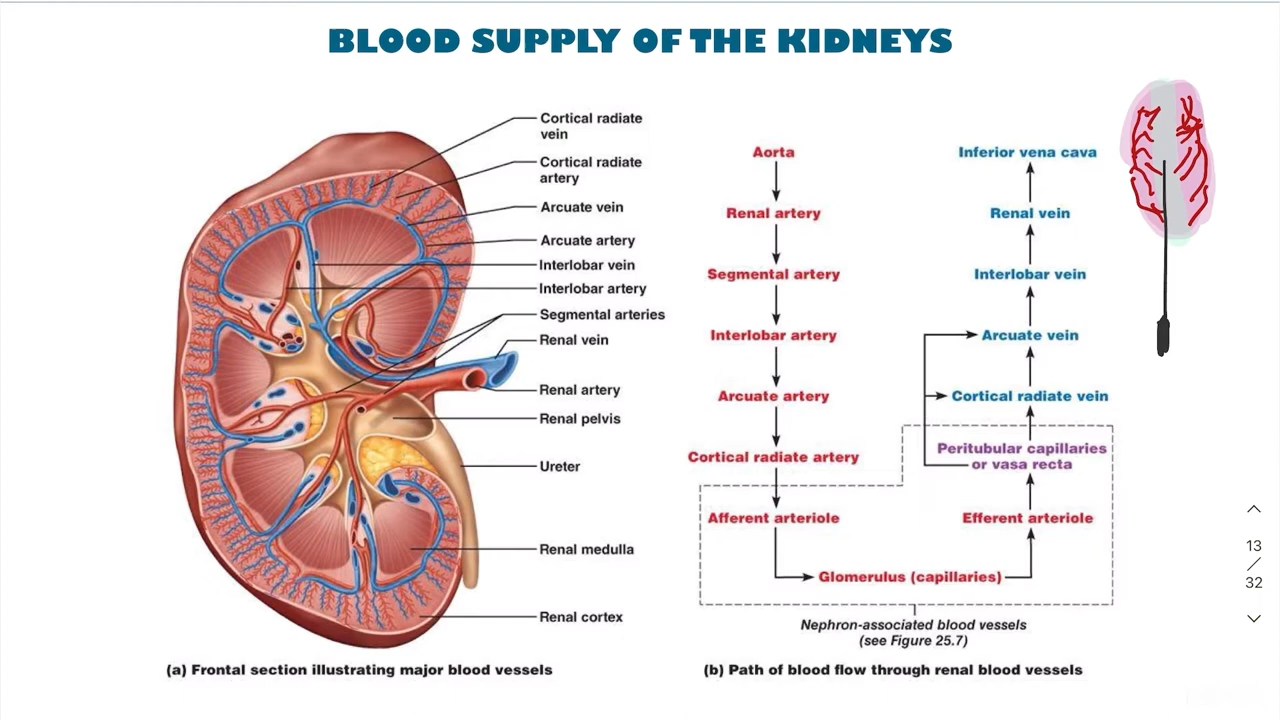 BLOOD SUPPLY OF THE KIDNEYS
Cortical radiate
vein
Cortical radiate
artery
Arcuate vein
Arcuate artery
Interlobar vein
Interlobar artery
Segmental arteries
Renal vein
Renal artery
Renal pelvis
Ureter
Renal medulla
Renal cortex
(a) Frontal section illustrating major blood vessels
Aorta
Renal artery
Segmental artery
Interlobar artery
Arcuate artery
Cortical radiate artery
Afferent arteriole
Glomerulus (capillaries)
Efferent arteriole
Peritubular capillaries
or vasa recta
Cortical radiate vein
Arcuate vein
Interlobar vein
Renal vein
Inferior vena cava
Nephron-associated blood vessels
(see Figure 25.7)
(b) Path of blood flow through renal blood vessels
13
/
32